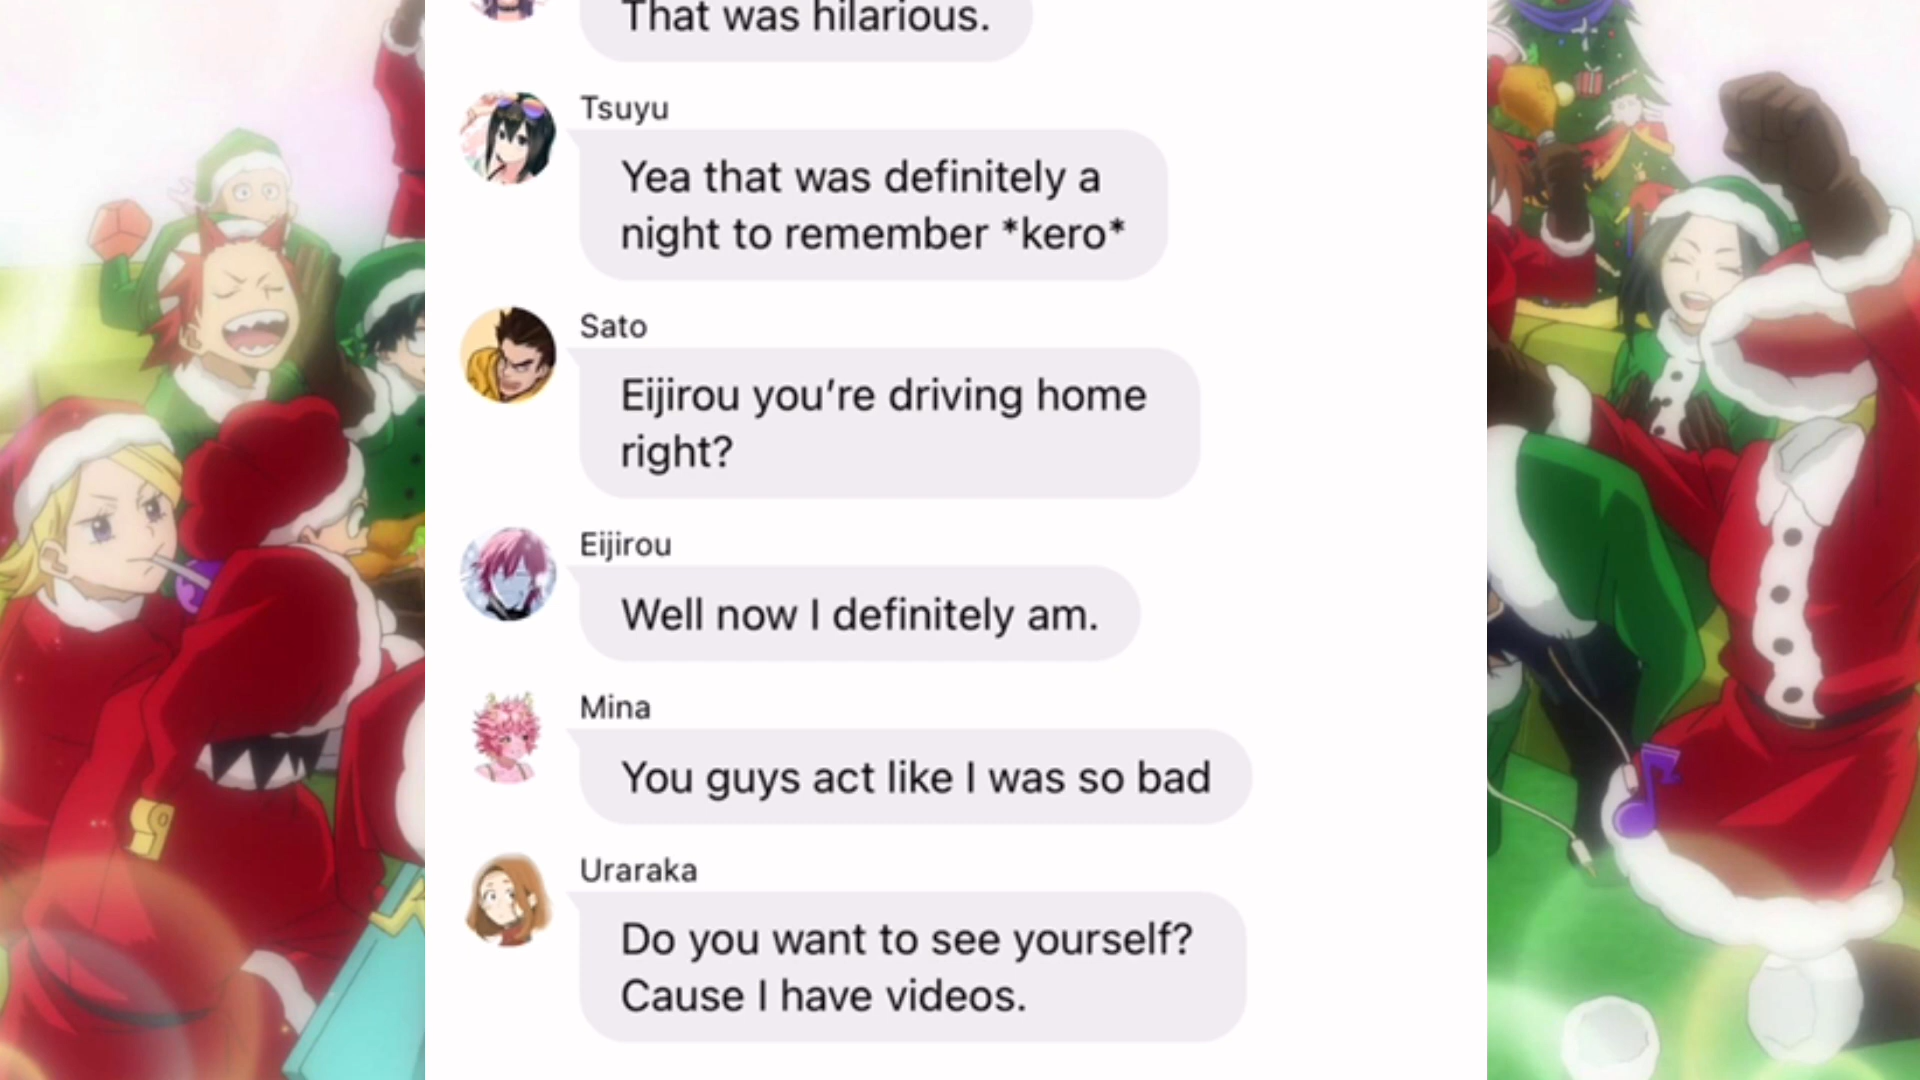 That was hilarious.
Tsuyu
Yea that was definitely a
night to remember *kero*
Sato
Eijirou you’re driving home
right?
Eijirou
Well now I definitely am.
Mina
You guys act like I was so bad
Uraraka
Do you want to see yourself?
Cause I have videos.